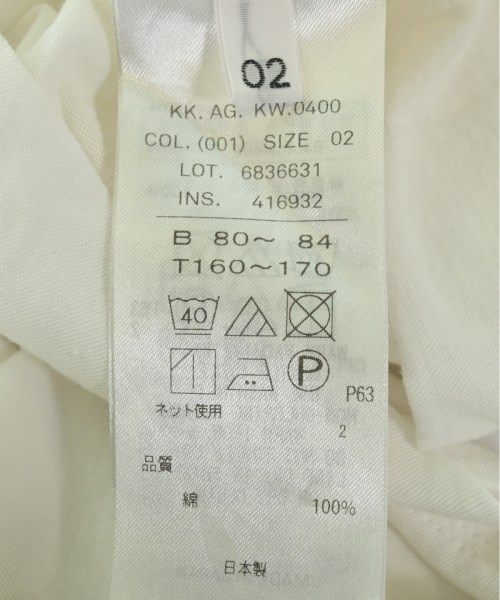 02
KK. AG. KW.0400
COL. (001) SIZE 02
LOT. 6836631
INS. 416932
B 80～ 84
T160～170
40
P
P63
ネット使用
2
品質
綿 100%
日本製